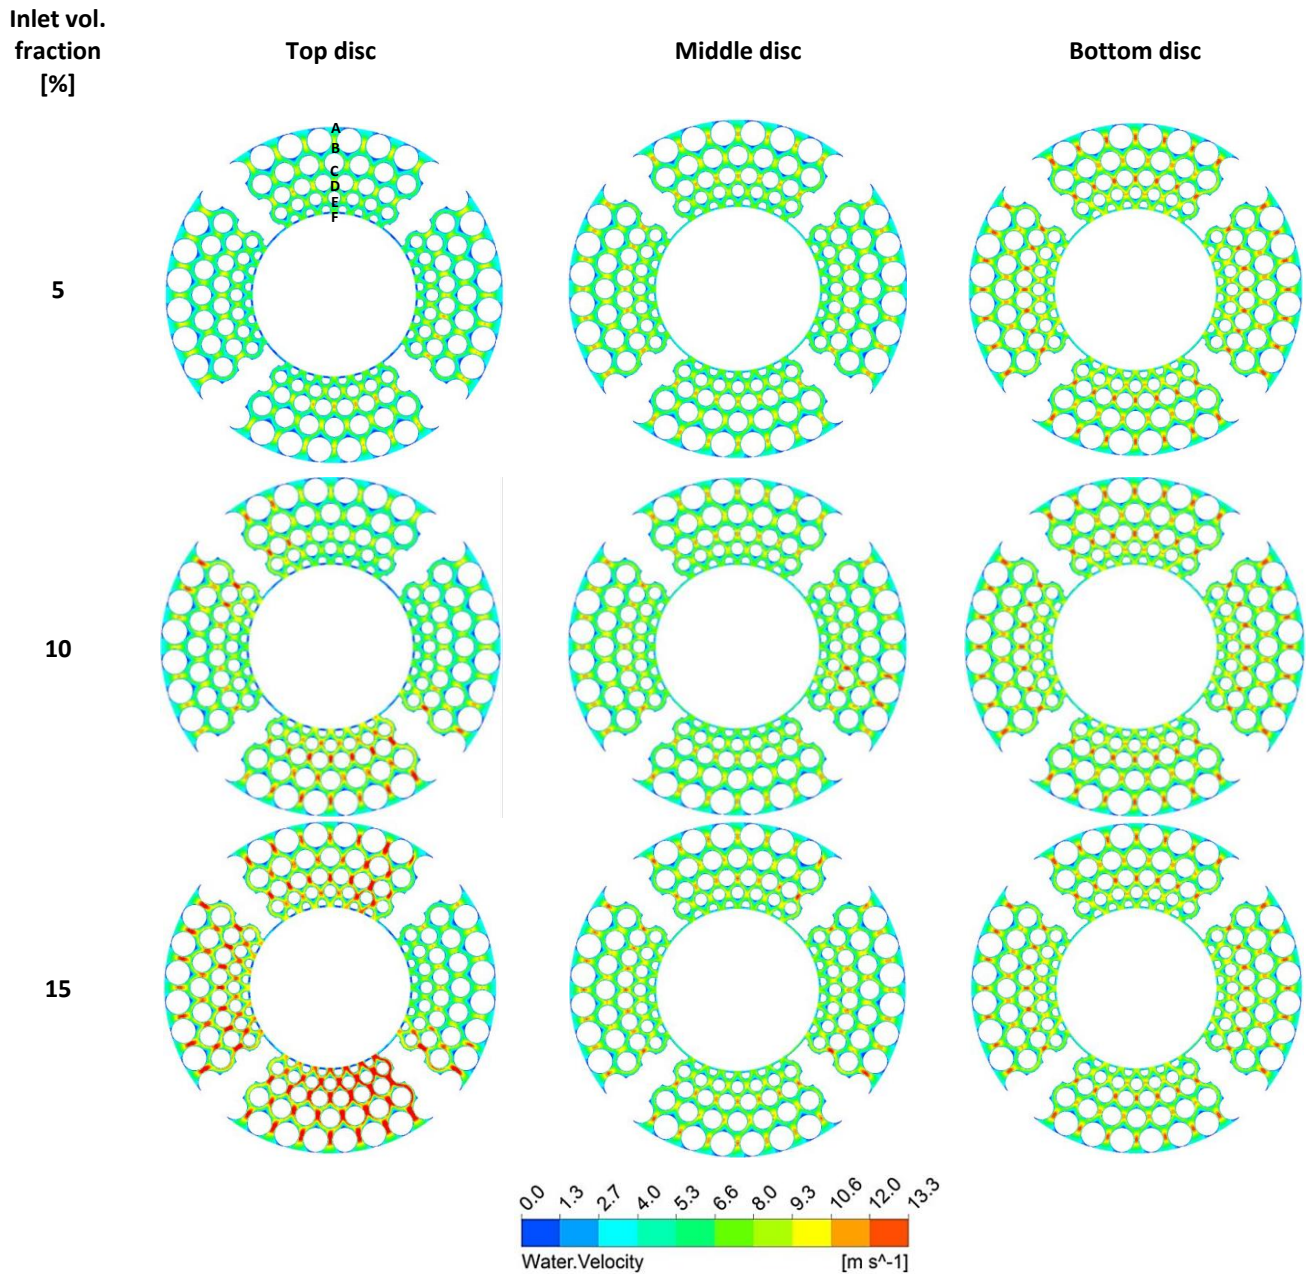 Inlet vol.
fraction
[%]
Top disc
Middle disc
Bottom disc
A
B
C
D
E
F
5
10
15
0.0 1.3 2.7 4.0 5.3 6.6 8.0 9.3 10.6 12.0 13.3
Water.Velocity [m s^-1]